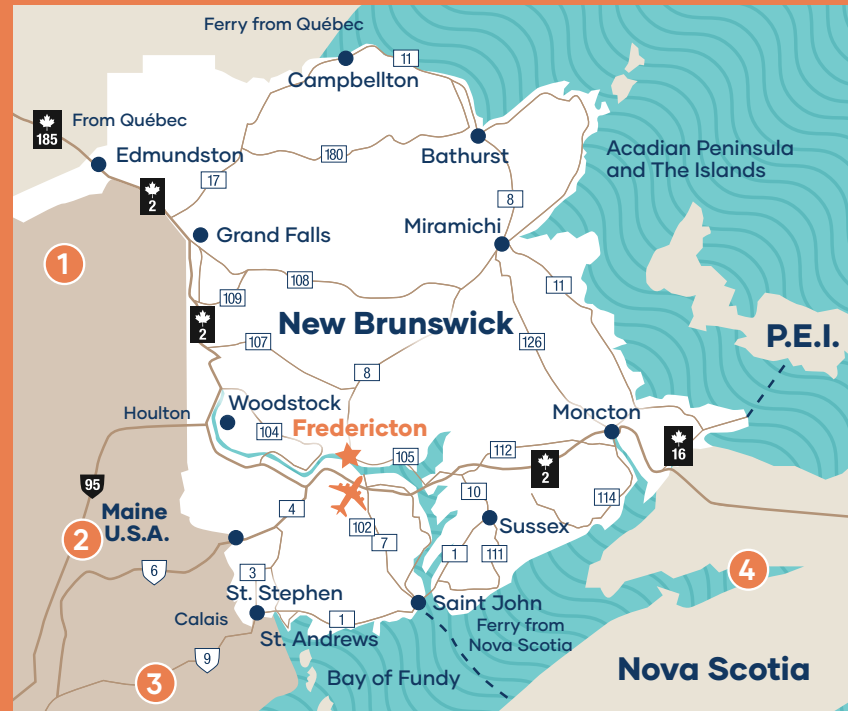 Ferry from Québec
11
Campbellton
185
From Québec
Edmundston
180
Bathurst
Acadian Peninsula
and The Islands
17
2
8
Grand Falls
Miramichi
1
108
11
109
New Brunswick
2
107
126
P.E.I.
8
Woodstock
Houlton
Moncton
Fredericton
104
112
105
16
2
95
10
114
4
Maine
U.S.A.
102
Sussex
2
7
1
111
6
3
4
St. Stephen
Saint John
Calais
1
Ferry from
Nova Scotia
St. Andrews
9
Bay of Fundy
Nova Scotia
3